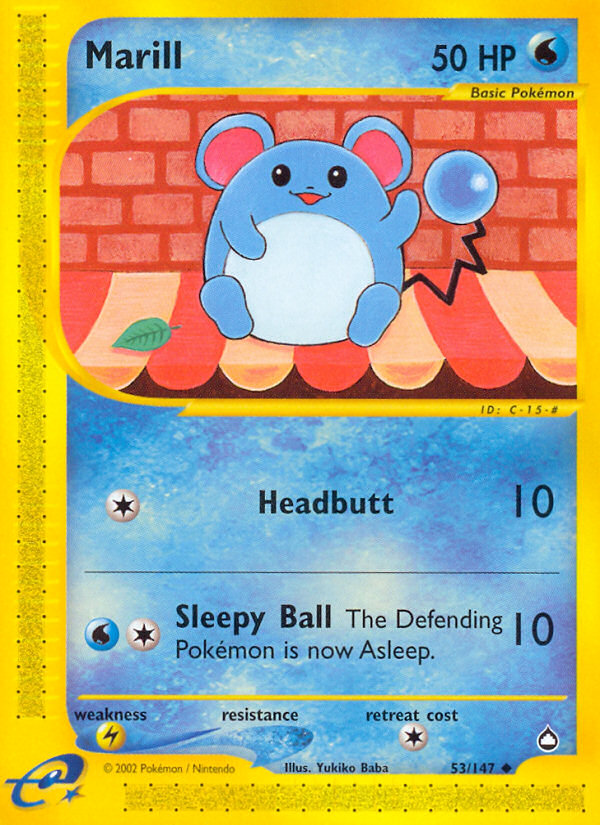 Marill
50 HP
Basic Pokémon
ID: C-15-#
Headbutt 10
Sleepy Ball The Defending 10
Pokémon is now Asleep.
weakness resistance retreat cost
© 2002 Pokémon / Nintendo Illus. Yukiko Baba 53/147
e